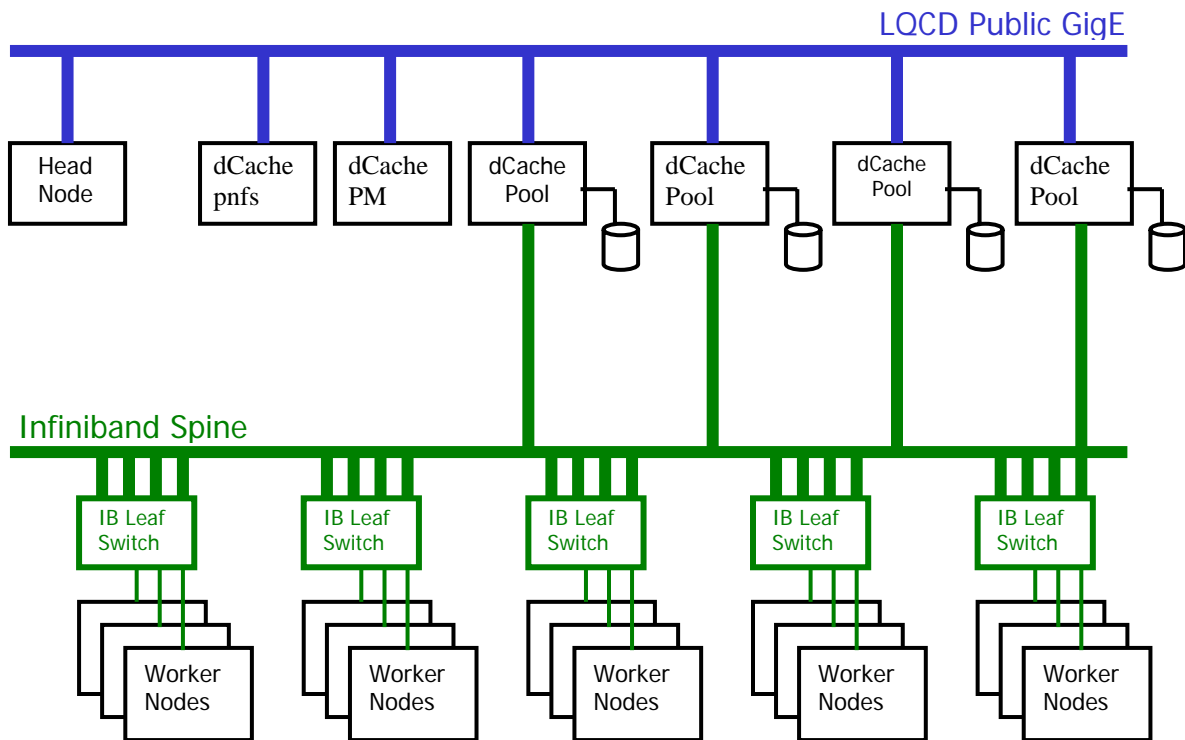 LQCD Public GigE
Head
Node
dCache
pnfs
dCache
PM
dCache
Pool
dCache
Pool
dCache
Pool
dCache
Pool
Infiniband Spine
IB Leaf
Switch
IB Leaf
Switch
IB Leaf
Switch
IB Leaf
Switch
IB Leaf
Switch
Worker
Nodes
Worker
Nodes
Worker
Nodes
Worker
Nodes
Worker
Nodes